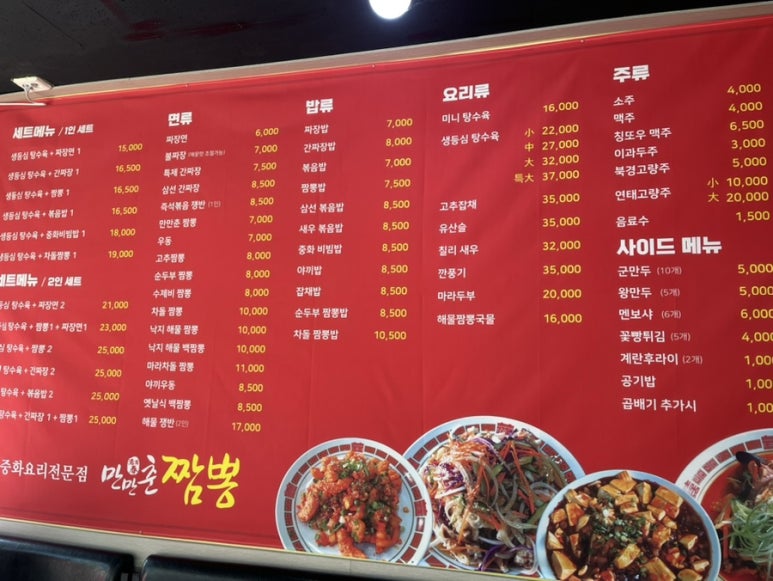 세트메뉴 / 1인 세트
생등심 탕수육 + 짜장면 1 15,000
생등심 탕수육 + 간짜장 1 16,500
생등심 탕수육 + 짬뽕 1 16,500
생등심 탕수육 + 볶음밥 1 16,500
생등심 탕수육 + 중화비빔밥 1 18,000
생등심 탕수육 + 차돌짬뽕 1 19,000
세트메뉴 / 2인 세트
탕수육 + 짜장면 2 21,000
탕수육 + 짬뽕1 + 짜장면1 23,000
탕수육 + 짬뽕 2 25,000
탕수육 + 간짜장 2 25,000
탕수육 + 볶음밥 2 25,000
탕수육 + 간짜장 1 + 짬뽕1 25,000
면류
짜장면 6,000
불짜장 (매운맛 조절가능) 7,000
특제 간짜장 7,500
삼선 간짜장 8,500
즉석볶음 쟁반 (1인) 8,500
만만춘 짬뽕 7,000
우동 7,000
고추짬뽕 8,000
순두부 짬뽕 8,000
수제비 짬뽕 8,000
차돌 짬뽕 10,000
낙지 해물 짬뽕 10,000
낙지 해물 백짬뽕 10,000
마라차돌 짬뽕 11,000
야끼우동 8,500
옛날식 백짬뽕 8,500
해물 쟁반 (2인) 17,000
밥류
짜장밥 7,000
간짜장밥 8,000
볶음밥 7,000
짬뽕밥 7,500
삼선 볶음밥 8,500
새우 볶음밥 8,500
중화 비빔밥 8,500
야끼밥 8,500
잡채밥 8,500
순두부 짬뽕밥 8,500
차돌 짬뽕밥 10,500
요리류
미니 탕수육 16,000
생등심 탕수육 小 22,000
中 27,000
大 32,000
특大 37,000
고추잡채 35,000
유산슬 35,000
칠리 새우 32,000
깐풍기 35,000
마라두부 20,000
해물짬뽕국물 16,000
주류
소주 4,000
맥주 4,000
칭따우 맥주 6,500
이과두주 3,000
북경고량주 5,000
연태고량주 小 10,000
大 20,000
음료수 1,500
사이드 메뉴
군만두 (10개) 5,000
왕만두 (5개) 5,000
멘보샤 (6개) 6,000
꽃빵튀김 (5개) 4,000
계란후라이 (2개) 1,000
공기밥 1,00
곱배기 추가시 1,00
중화요리전문점 만만춘 짬뽕